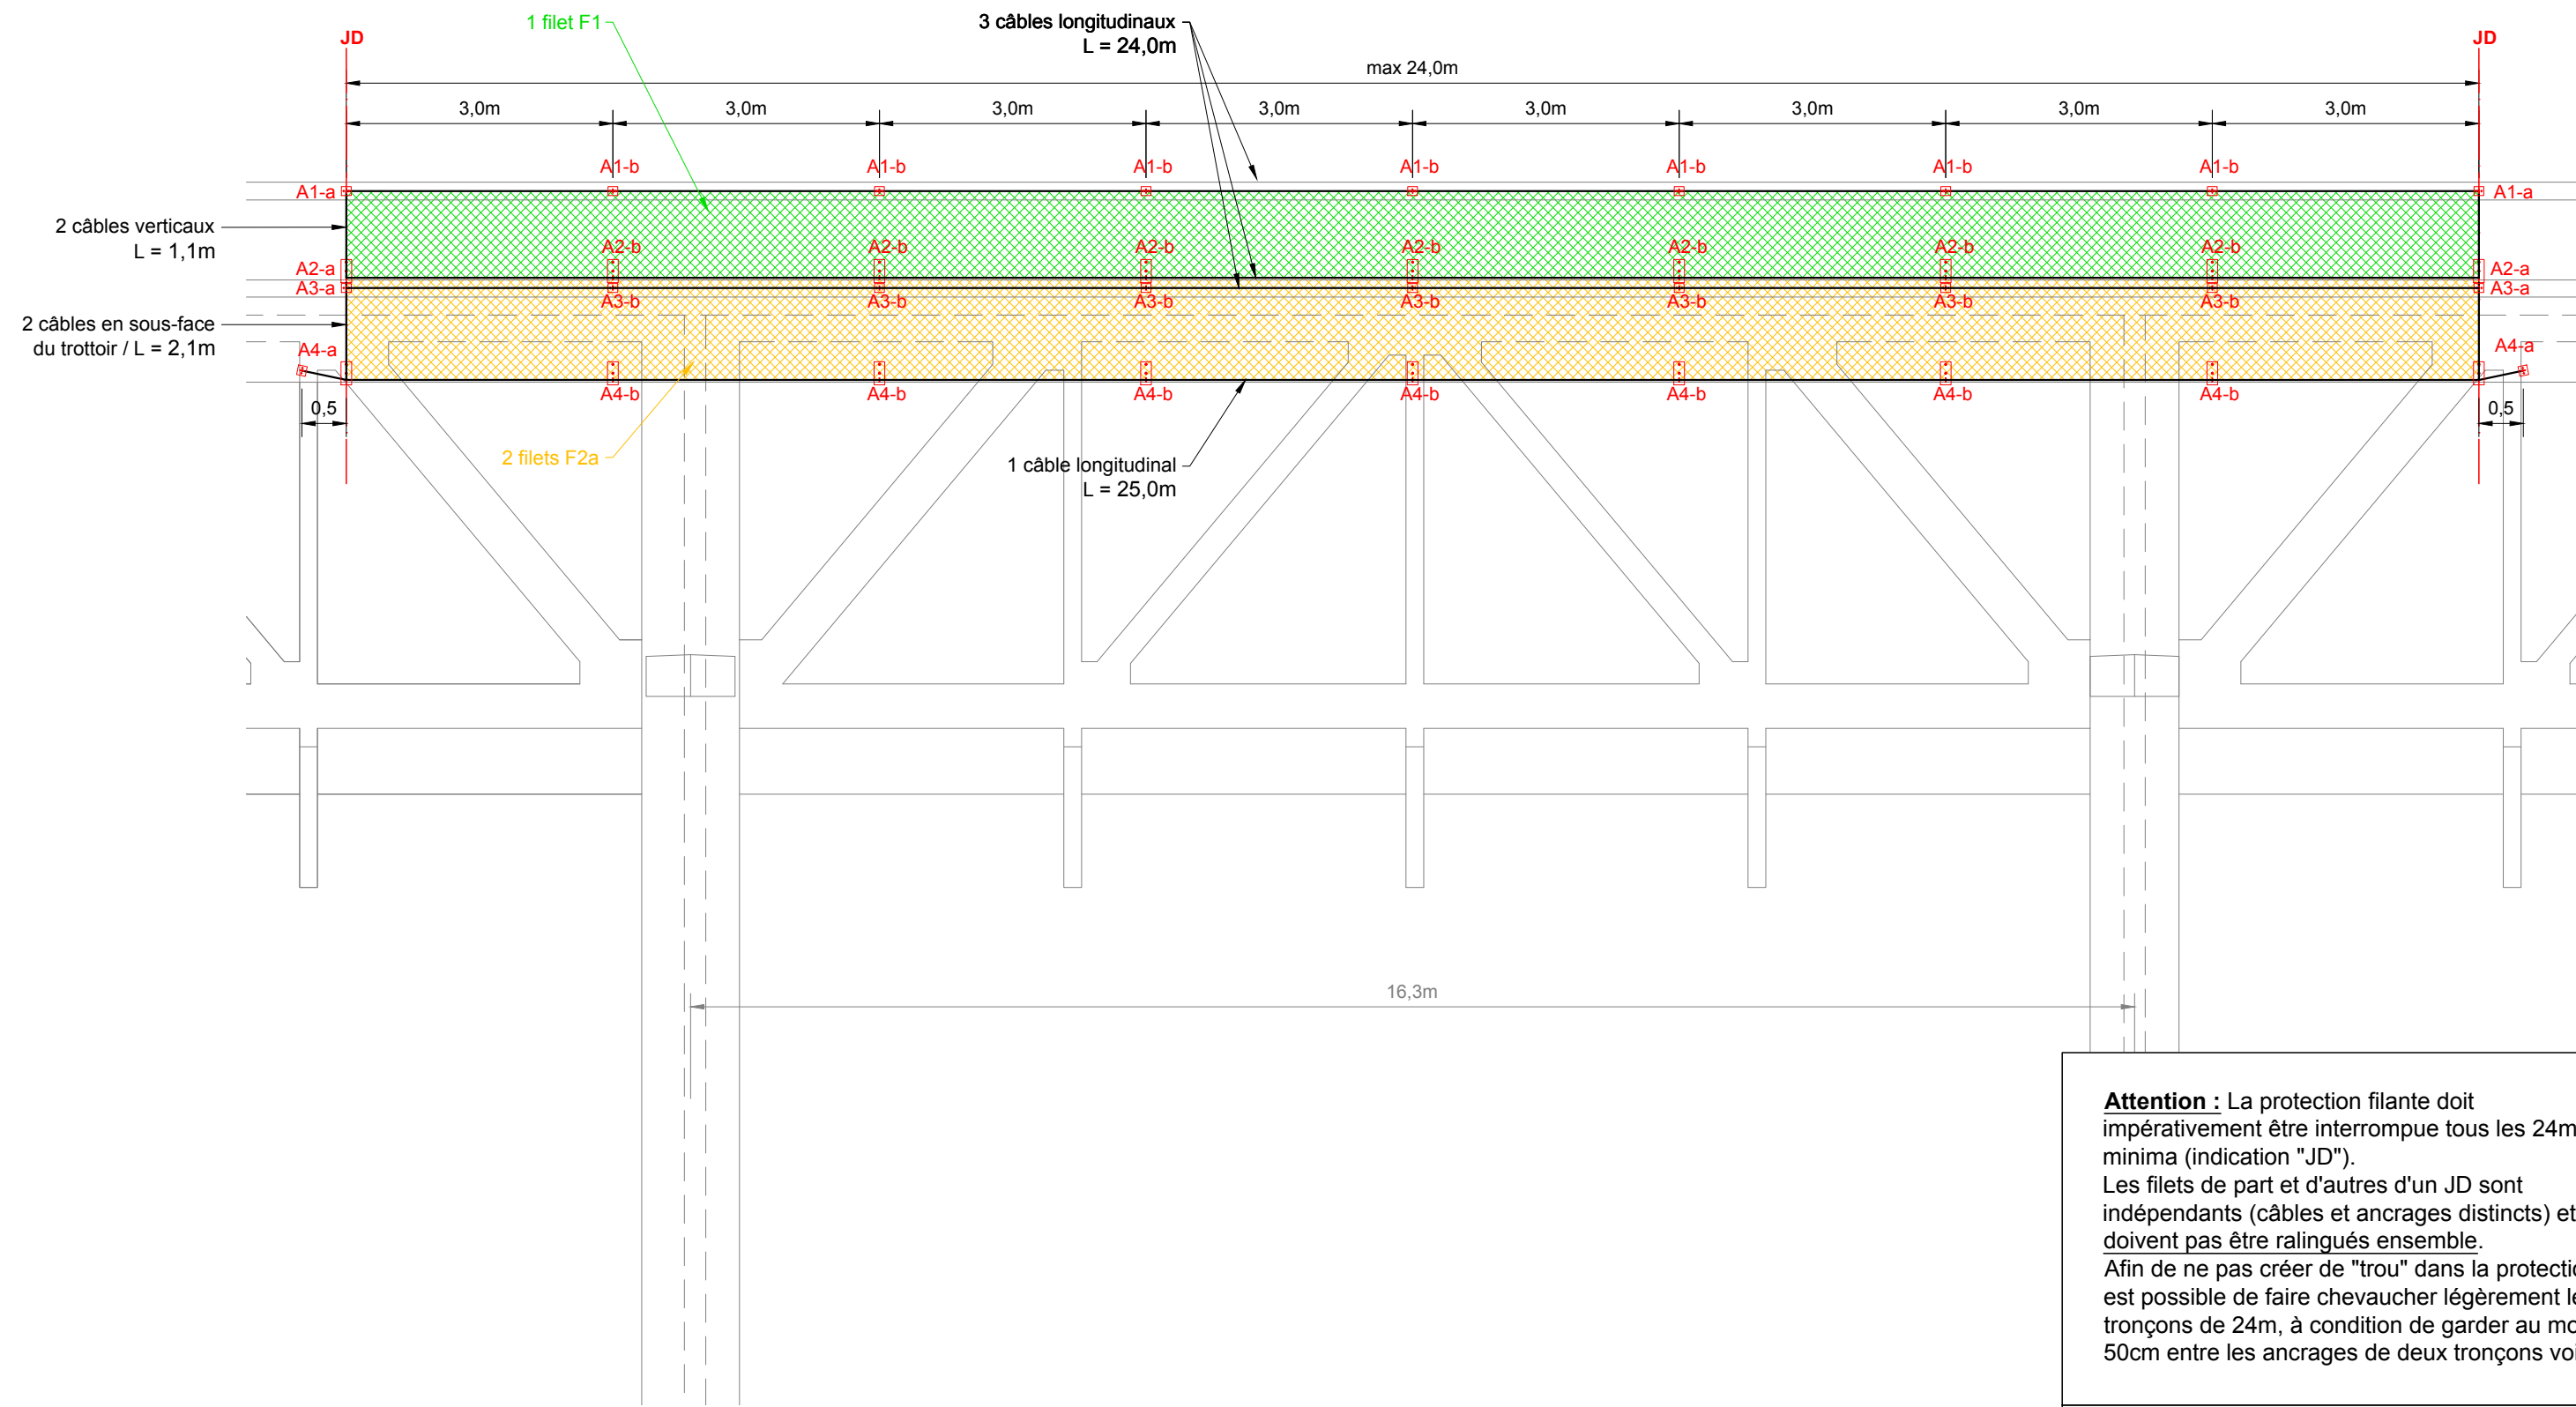 1 filet F1
3 câbles longitudinaux
L = 24,0m
JD
JD
max 24,0m
3,0m
3,0m
3,0m
3,0m
3,0m
3,0m
3,0m
3,0m
A1-b
A1-b
A1-b
A1-b
A1-b
A1-b
A1-b
A1-a
A1-a
2 câbles verticaux
L = 1,1m
A2-b
A2-b
A2-b
A2-b
A2-b
A2-b
A2-b
A2-a
A2-a
A3-a
A3-a
A3-b
A3-b
A3-b
A3-b
A3-b
A3-b
A3-b
2 câbles en sous-face
du trottoir / L = 2,1m
A4-a
A4-a
A4-b
A4-b
A4-b
A4-b
A4-b
A4-b
A4-b
0,5
0,5
2 filets F2a
1 câble longitudinal
L = 25,0m
16,3m
Attention : La protection filante doit
impérativement être interrompue tous les 24m
minima (indication "JD").
Les filets de part et d'autres d'un JD sont
indépendants (câbles et ancrages distincts) et
doivent pas être ralingués ensemble.
Afin de ne pas créer de "trou" dans la protecti
est possible de faire chevaucher légèrement l
tronçons de 24m, à condition de garder au mo
50cm entre les ancrages de deux tronçons voi